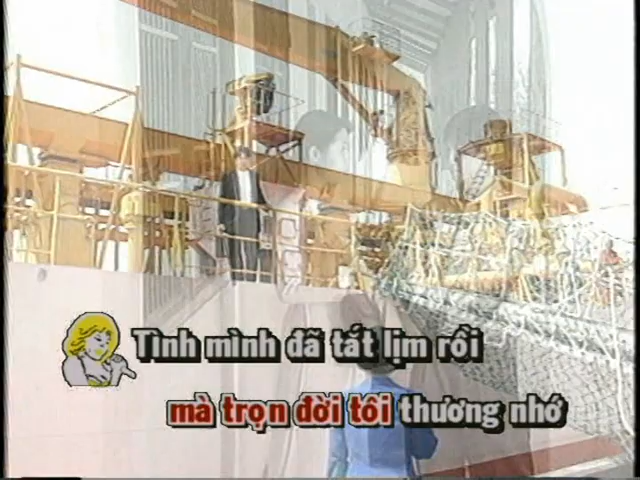 Tình mình đã tắt lịm rồi
mà trọn đời tôi thương nhớ